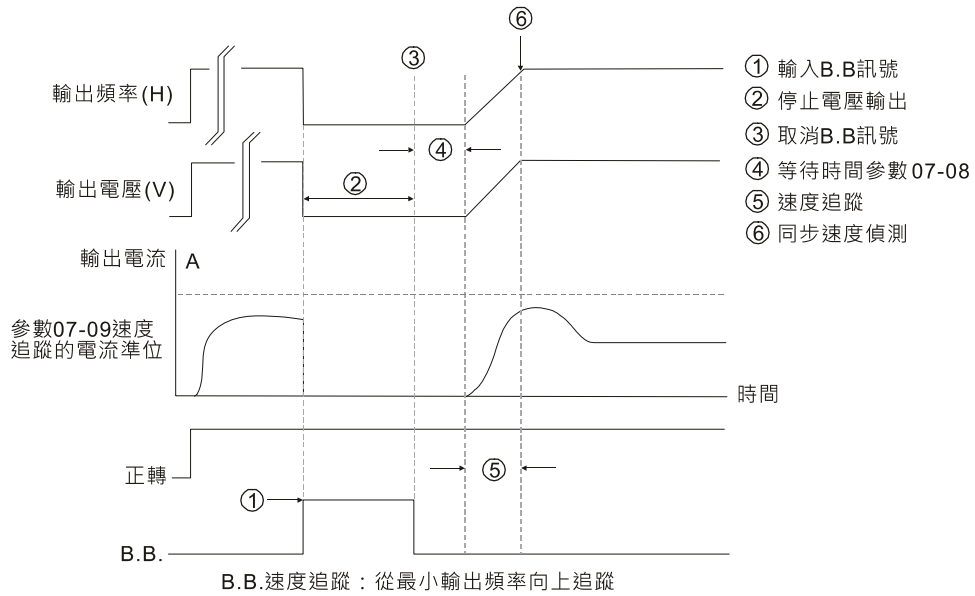 ⑥
③
輸出頻率(H)
④
②
輸出電壓(V)
輸出電流
A
參數07-09速度
追蹤的電流準位
時間
正轉
⑤
①
B.B.
① 輸入B.B訊號
② 停止電壓輸出
③ 取消B.B訊號
④ 等待時間參數07-08
⑤ 速度追蹤
⑥ 同步速度偵測
B.B.速度追蹤：從最小輸出頻率向上追蹤